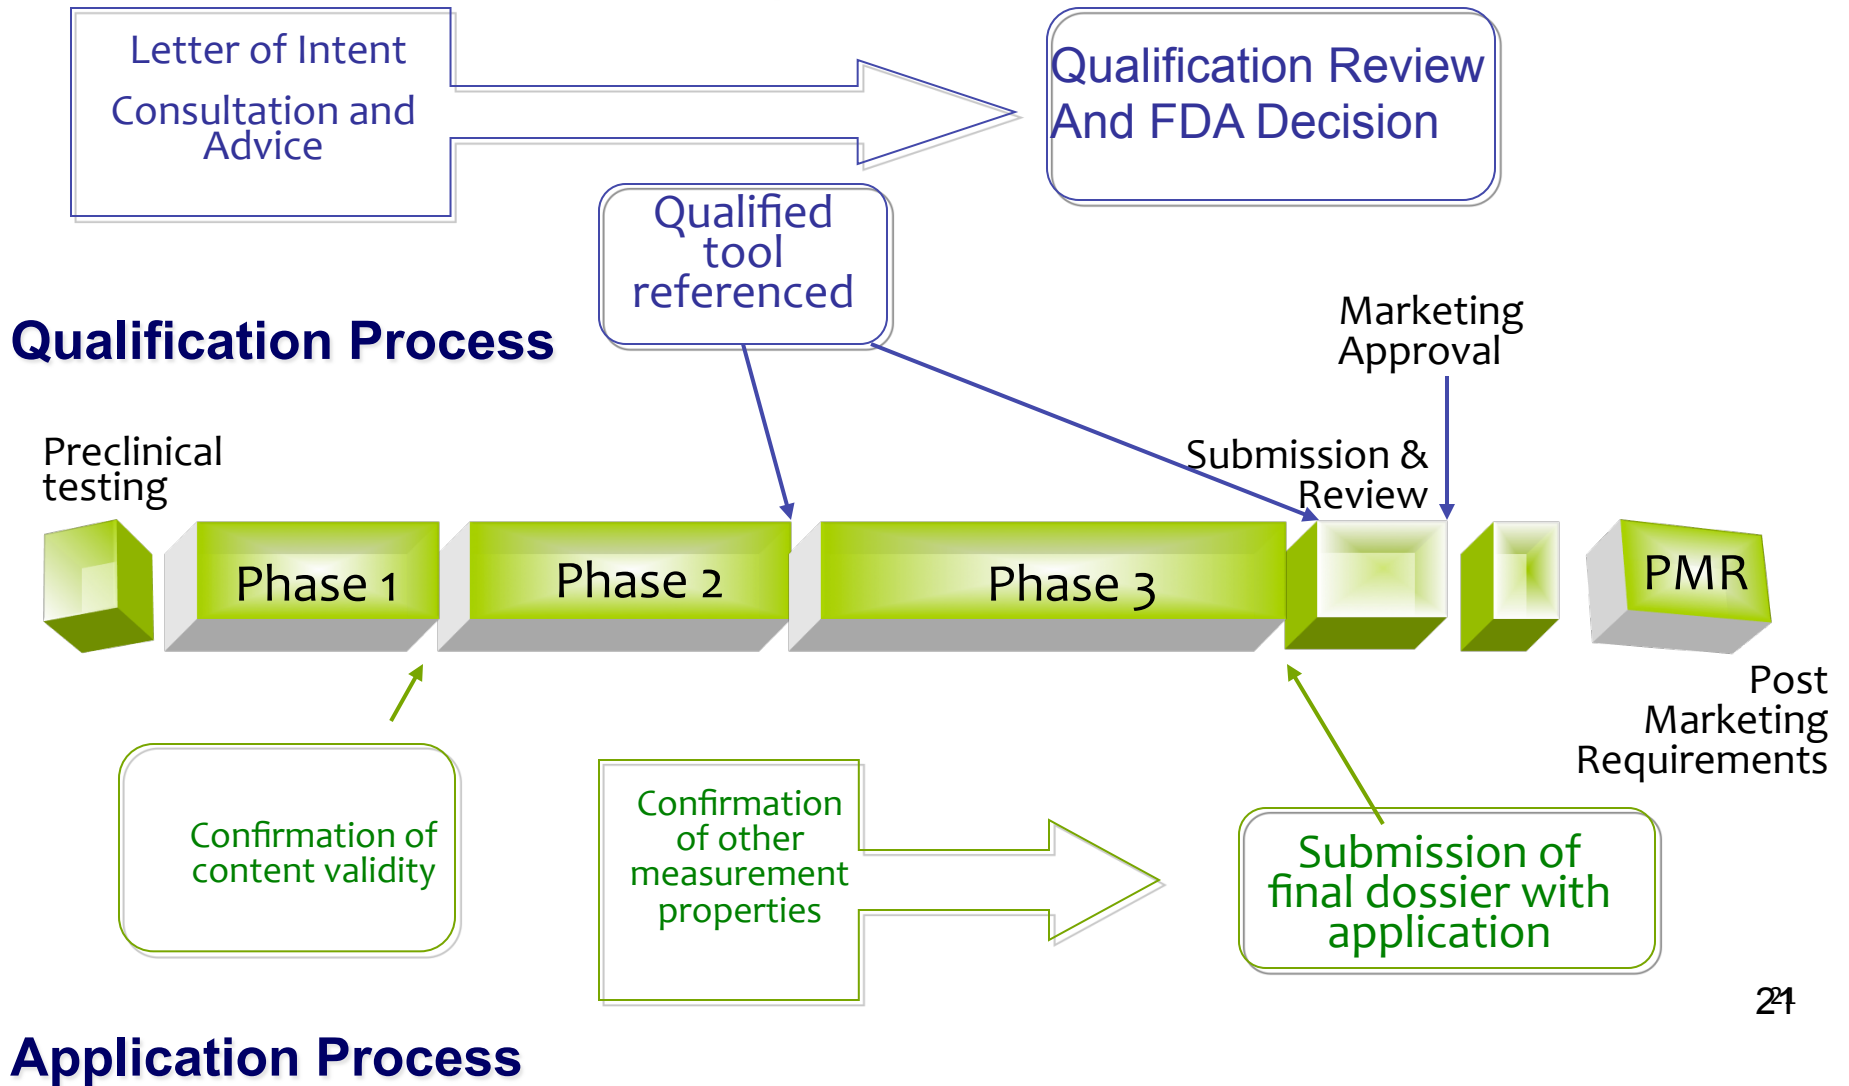 Letter of Intent
Consultation and
Advice
Qualification Review
And FDA Decision
Qualified
tool
referenced
Qualification Process
Marketing
Approval
Preclinical
testing
Submission &
Review
Phase 1
Phase 2
Phase 3
PMR
Post
Marketing
Requirements
Confirmation of
content validity
Confirmation
of other
measurement
properties
Submission of
final dossier with
application
21
21
Application Process